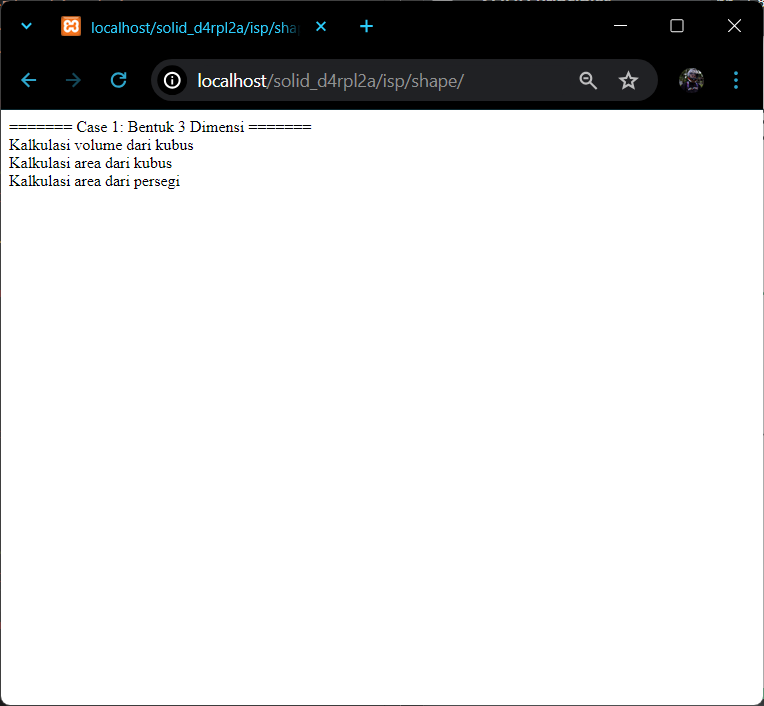 localhost/solid_d4rpl2a/isp/sha
localhost/solid_d4rpl2a/isp/shape/
======= Case 1: Bentuk 3 Dimensi =======
Kalkulasi volume dari kubus
Kalkulasi area dari kubus
Kalkulasi area dari persegi